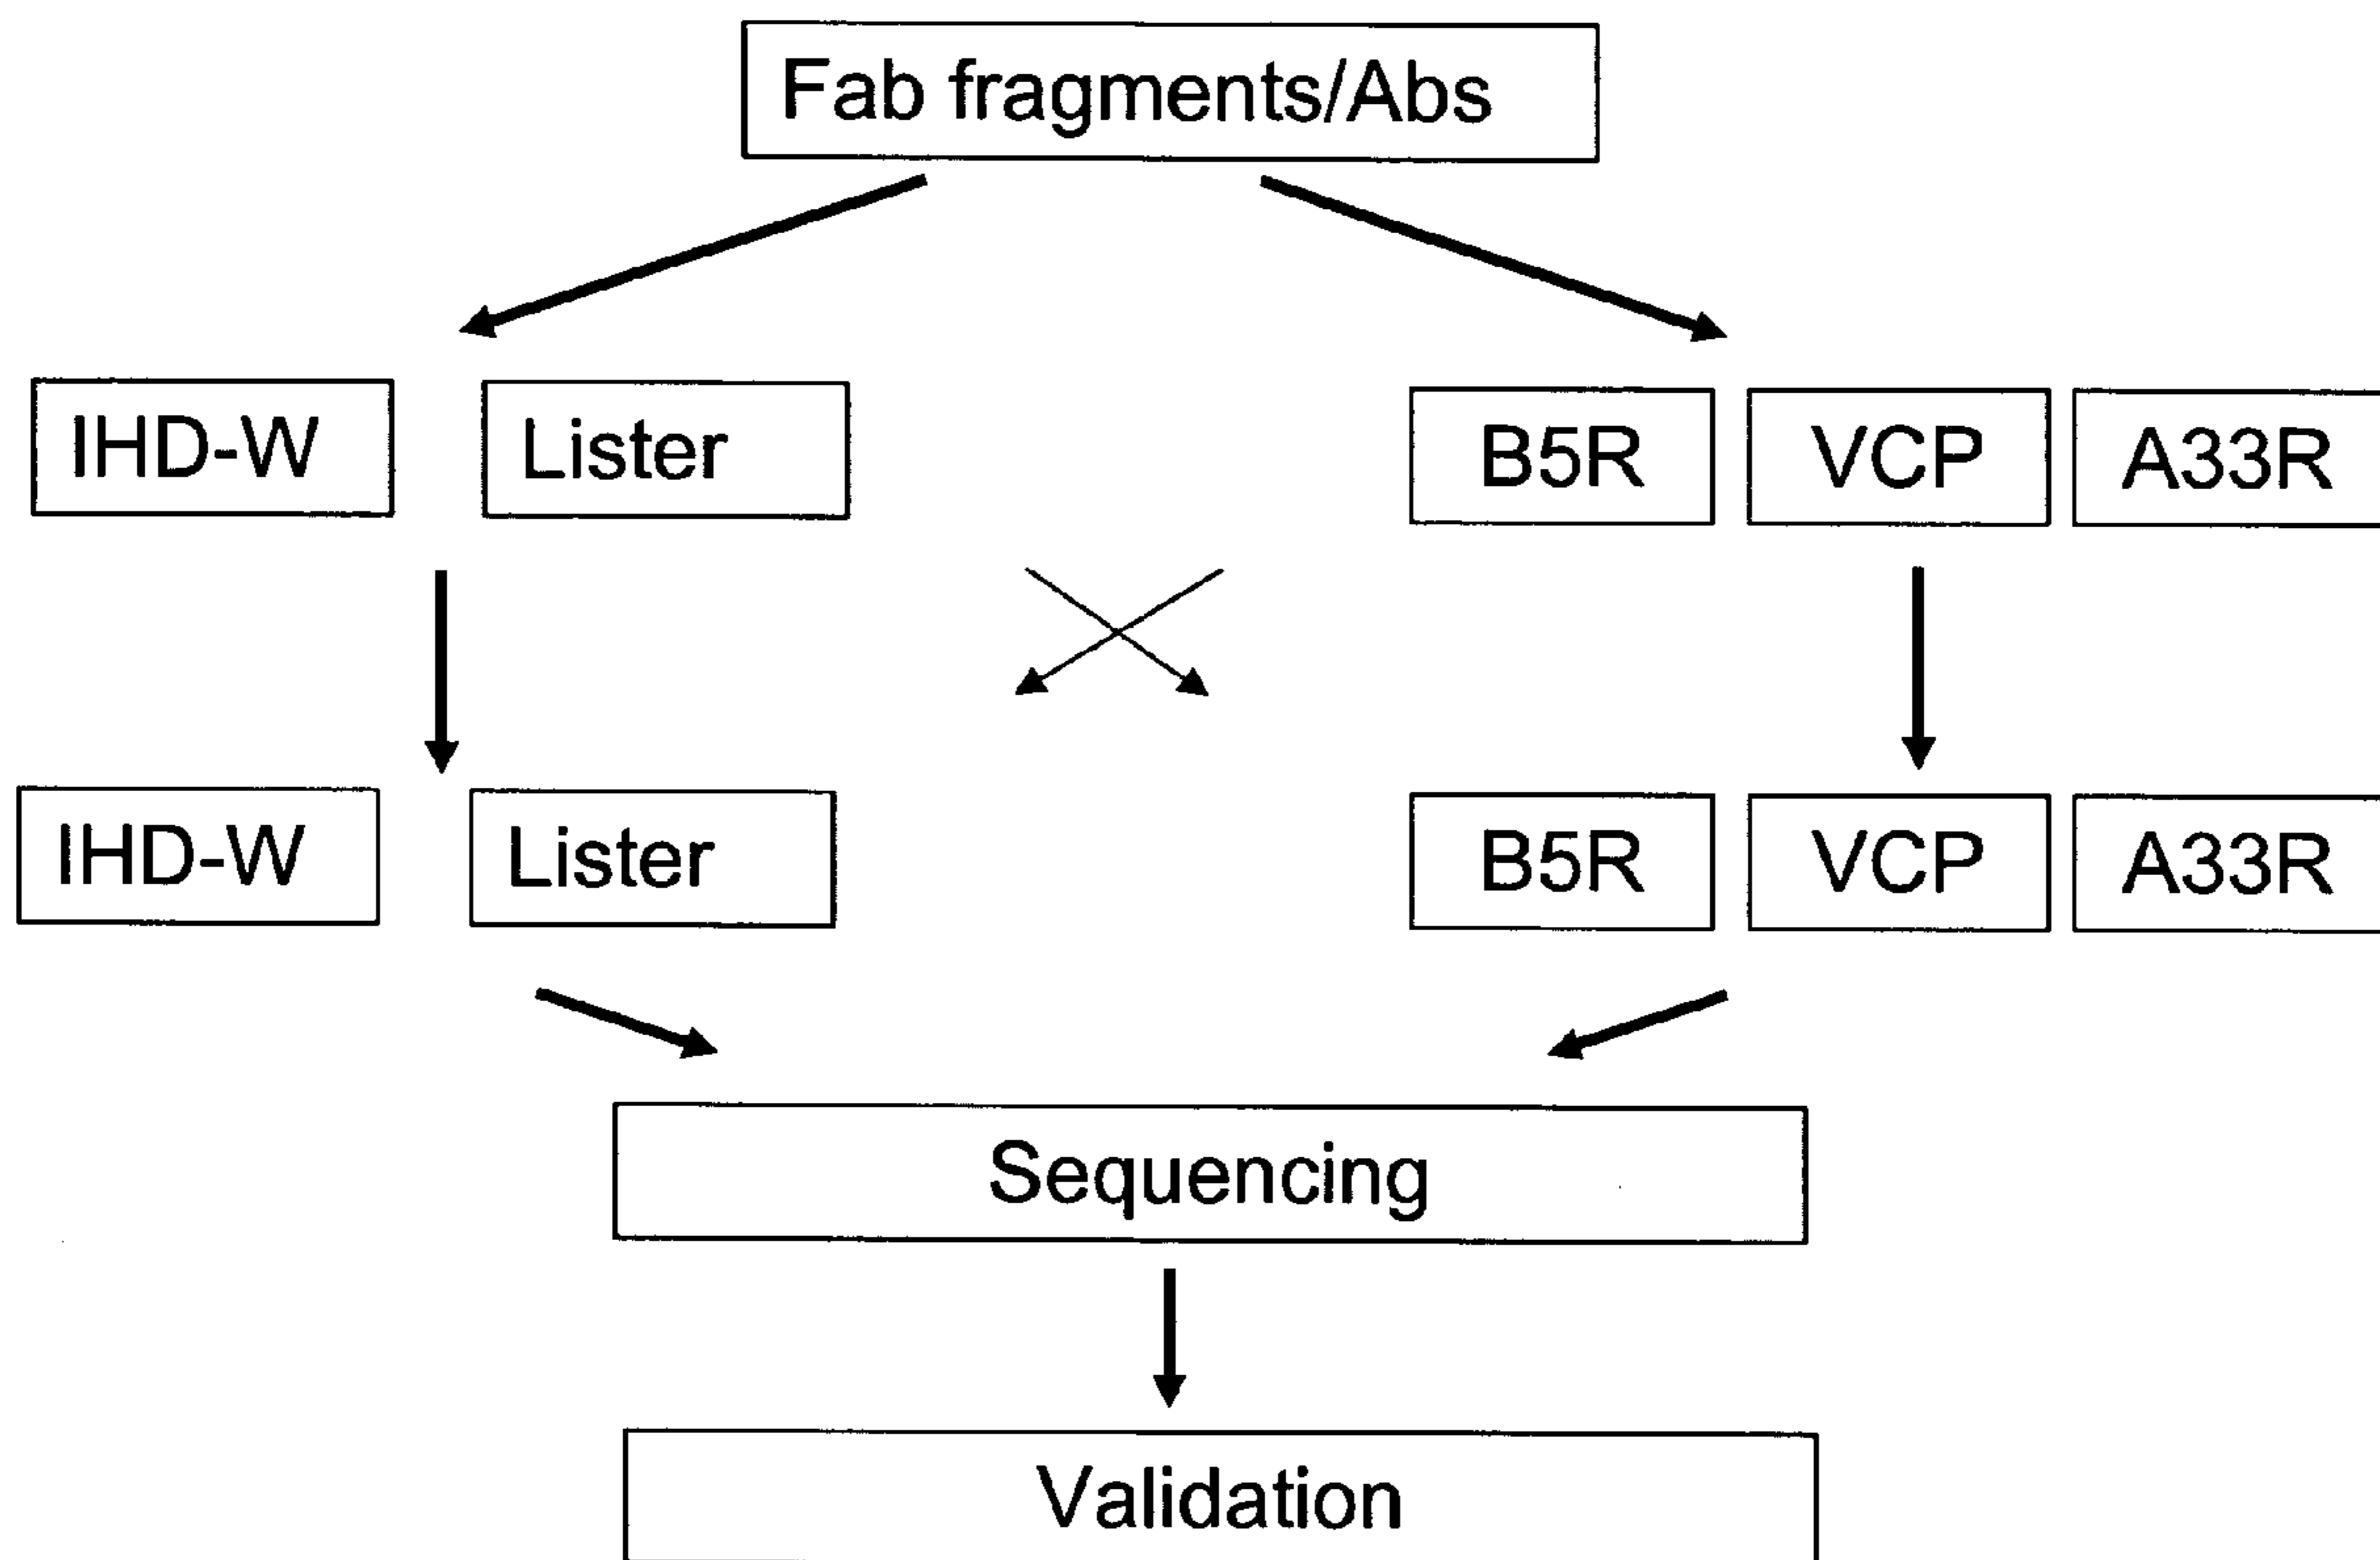 Fab fragments/Abs
IHD-W Lister B5R VCP A33R
IHD-W Lister B5R VCP A33R
Sequencing
Validation